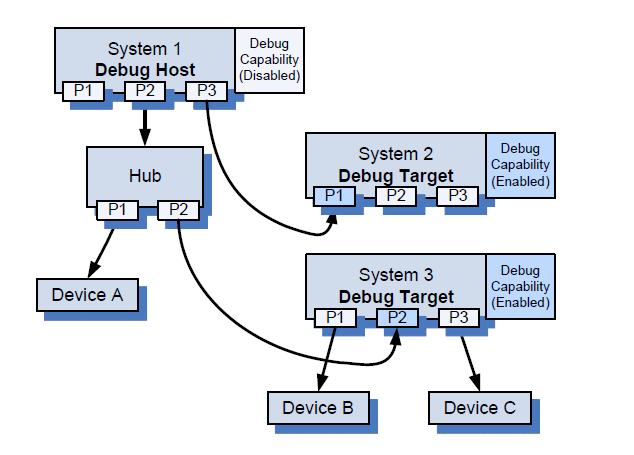 System 1
Debug Host
Debug
Capability
(Disabled)
P1
P2
P3
Hub
P1
P2
Device A
System 2
Debug Target
Debug
Capability
(Enabled)
P1
P2
P3
System 3
Debug Target
Debug
Capability
(Enabled)
P1
P2
P3
Device B
Device C